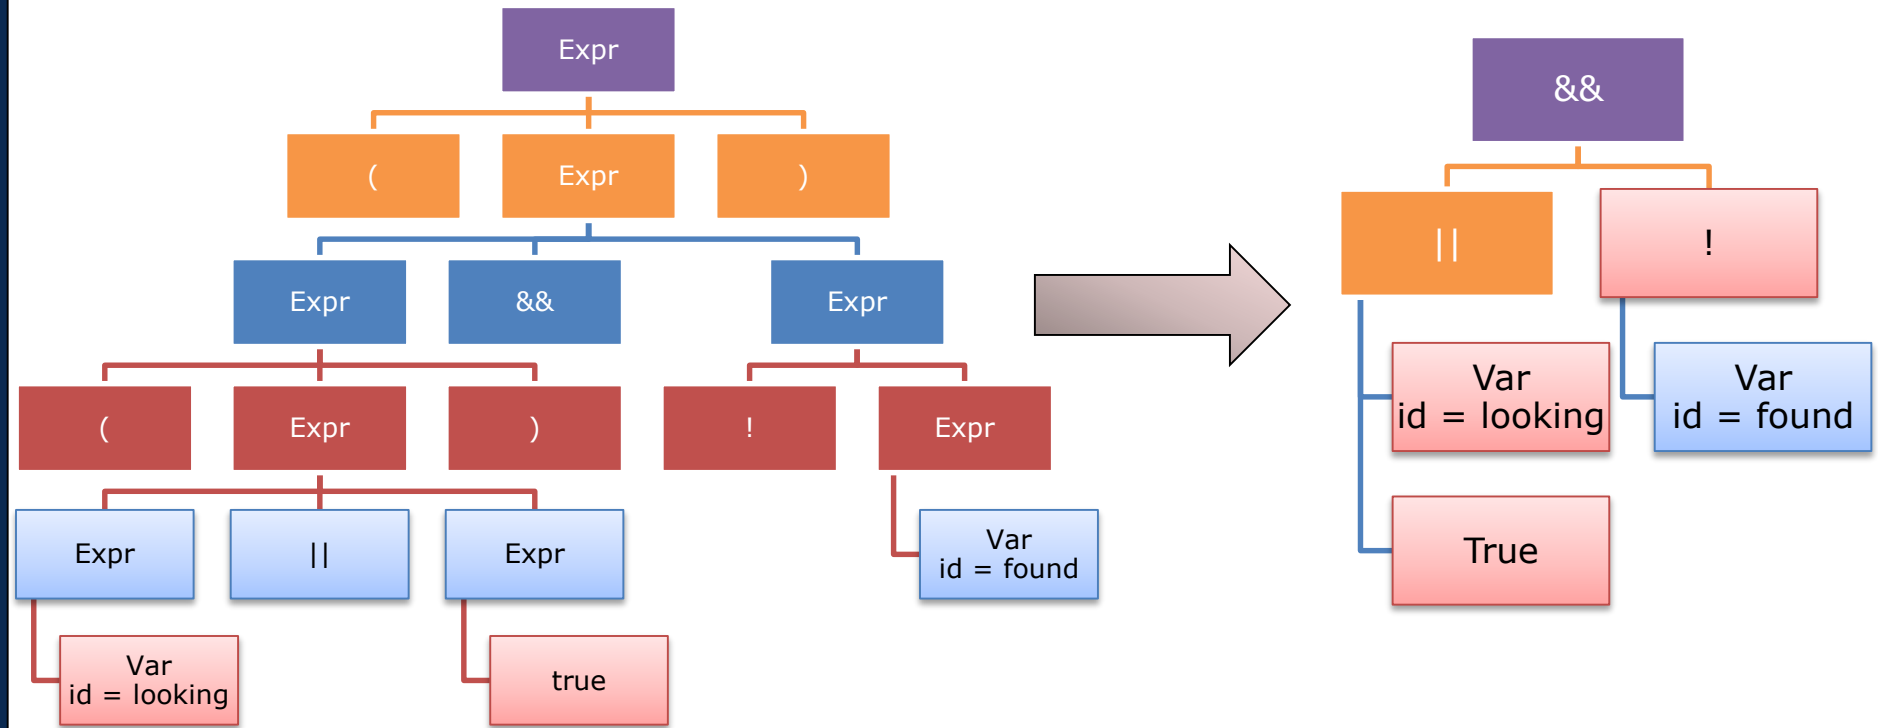 Expr
( Expr )
Expr && Expr
( Expr ) ! Expr
Expr || Expr
Var
id = found
Var
id = looking
true
&&
|| !
Var
id = looking
Var
id = found
True